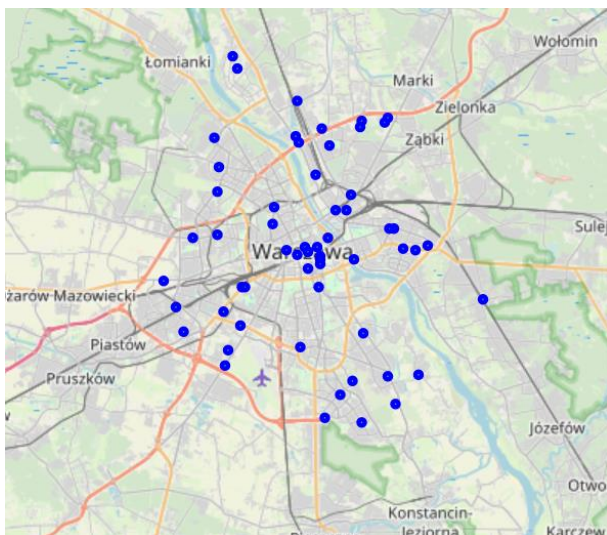 Wołomin
Łomianki
Marki
Zielonka
Ząbki
Sulej
Warszawa
żarów Mazowiecki
Piastów
Pruszków
Józefów
Otwo
Konstancin-
Jeziorna
Karczew